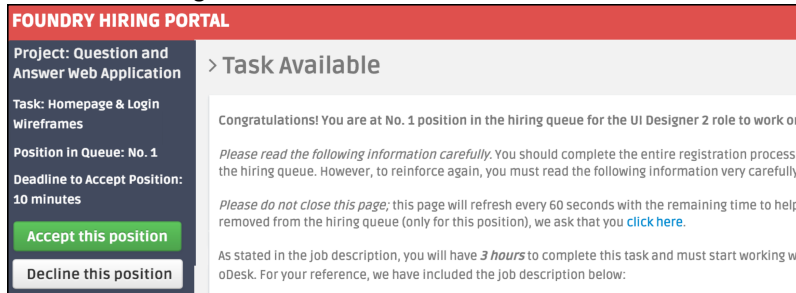 FOUNDRY HIRING PORTAL
Project: Question and
Answer Web Application
Task: Homepage & Login
Wireframes
Position in Queue: No. 1
Deadline to Accept Position:
10 minutes
Accept this position
Decline this position
> Task Available
Congratulations! You are at No. 1 position in the hiring queue for the UI Designer 2 role to work
Please read the following information carefully. You should complete the entire registration process
the hiring queue. However, to reinforce again, you must read the following information very carefully
Please do not close this page; this page will refresh every 60 seconds with the remaining time to help
removed from the hiring queue (only for this position), we ask that you click here.
As stated in the job description, you will have 3 hours to complete this task and must start working
oDesk. For your reference, we have included the job description below: